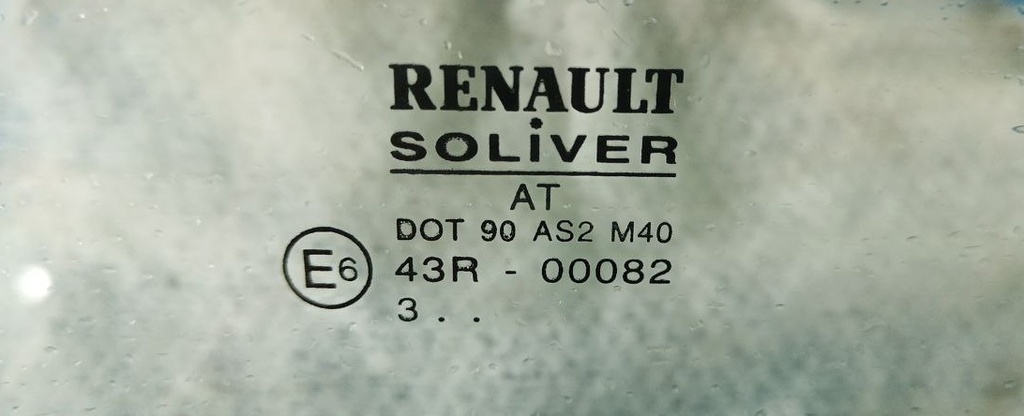 RENAULT
SOLiVER
AT
DOT 90 AS2 M40
E6 43R - 00082
3 . .